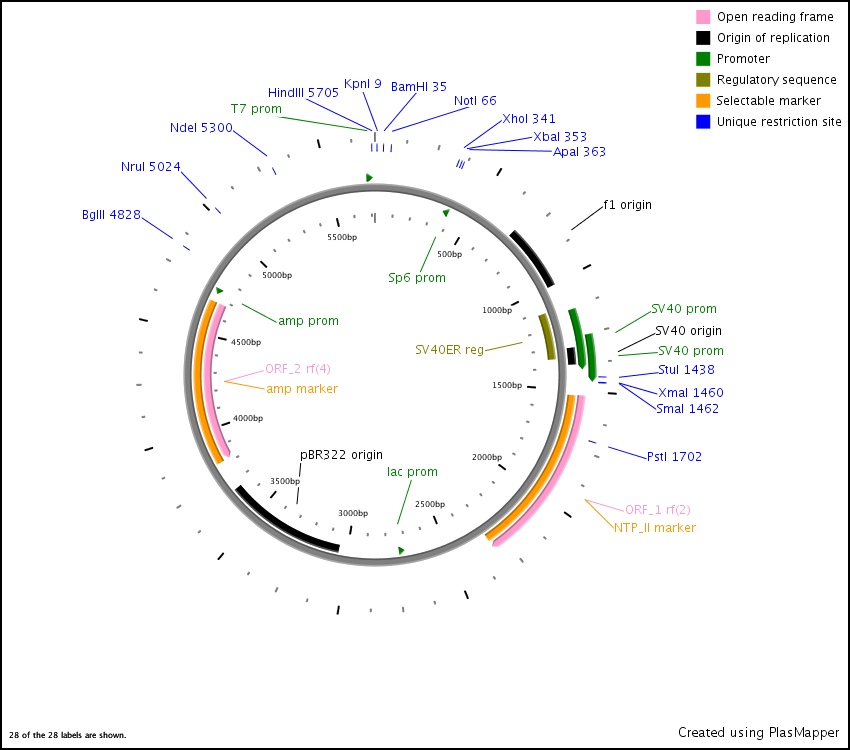 Open reading frame
Origin of replication
Promoter
Regulatory sequence
Selectable marker
Unique restriction site
KpnI 9
HindIII 5705
BamHI 35
NotI 66
T7 prom
XhoI 341
NdeI 5300
XbaI 353
ApaI 363
NruI 5024
f1 origin
BglII 4828
5500bp
500bp
5000bp
Sp6 prom
1000bp
SV40 prom
amp prom
SV40 origin
4500bp
SV40ER reg
SV40 prom
ORF_2 rf(4)
StuI 1438
amp marker
1500bp
XmaI 1460
SmaI 1462
4000bp
pBR322 origin
2000bp
PstI 1702
lac prom
3500bp
2500bp
ORF_1 rf(2)
3000bp
NTP_II marker
28 of the 28 labels are shown.
Created using PlasMapper